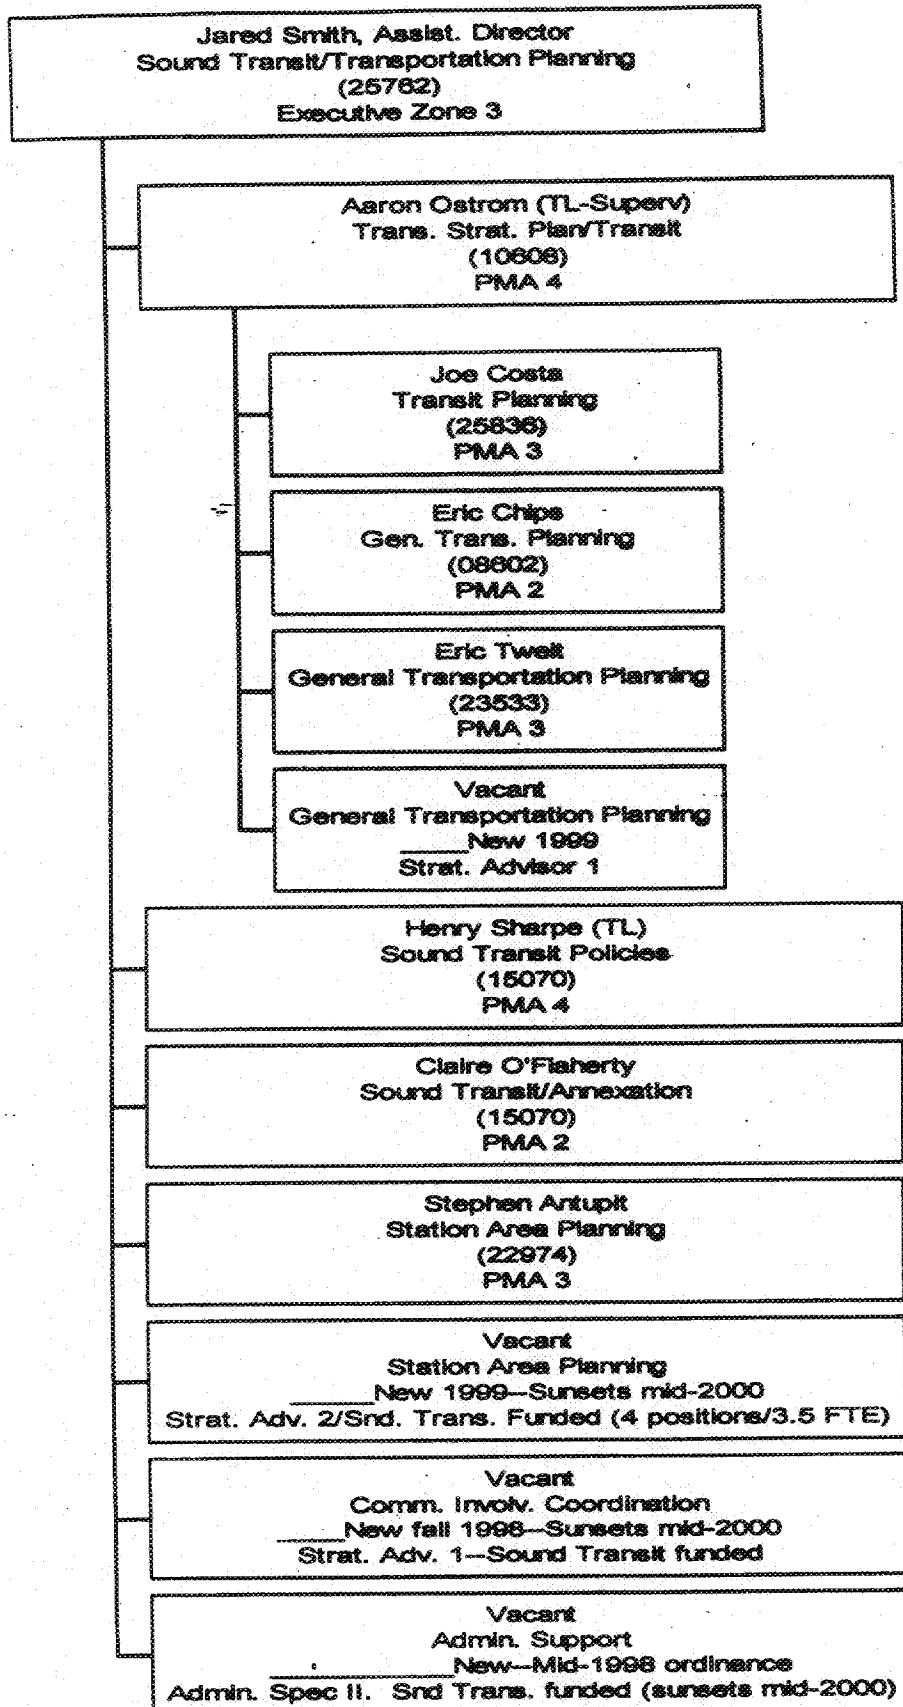 Jared Smith, Assist. Director
Sound Transit/Transportation Planning
(25762)
Executive Zone 3
Aaron Ostrom (TL-Superv)
Trans. Strat. Plan/Transit
(10606)
PMA 4
Joe Costa
Transit Planning
(25836)
PMA 3
Eric Chipe
Gen. Trans. Planning
(08602)
PMA 2
Eric Tweit
General Transportation Planning
(23533)
PMA 3
Vacant
General Transportation Planning
_____New 1999
Strat. Advisor 1
Henry Sharpe (TL)
Sound Transit Policies
(15070)
PMA 4
Claire O'Flaherty
Sound Transit/Annexation
(15070)
PMA 2
Stephen Antupit
Station Area Planning
(22974)
PMA 3
Vacant
Station Area Planning
______New 1999--Sunsets mid-2000
Strat. Adv. 2/Snd. Trans. Funded (4 positions/3.5 FTE)
Vacant
Comm. Involv. Coordination
_____New fall 1998--Sunsets mid-2000
Strat. Adv. 1--Sound Transit funded
Vacant
Admin. Support
______________New--Mid-1998 ordinance
Admin. Spec II. Snd Trans. funded (sunsets mid-2000)